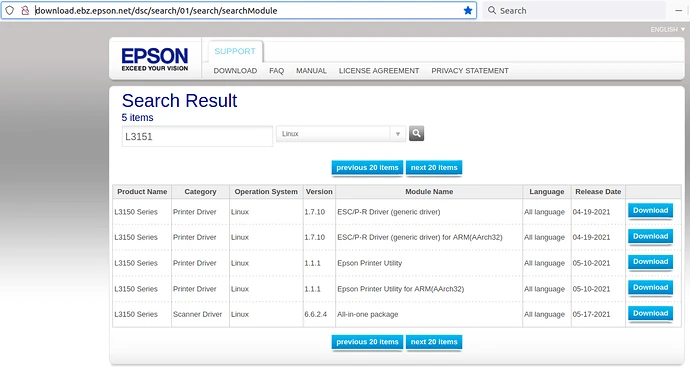 download.ebz.epson.net/dsc/search/01/search/searchModule
Search
ENGLISH ▼
EPSON
EXCEED YOUR VISION
SUPPORT
DOWNLOAD FAQ MANUAL LICENSE AGREEMENT PRIVACY STATEMENT
Search Result
5 items
L3151 Linux
previous 20 items next 20 items
Product Name Category Operation System Version Module Name Language Release Date
L3150 Series Printer Driver Linux 1.7.10 ESC/P-R Driver (generic driver) All language 04-19-2021 Download
L3150 Series Printer Driver Linux 1.7.10 ESC/P-R Driver (generic driver) for ARM(AArch32) All language 04-19-2021 Download
L3150 Series Printer Driver Linux 1.1.1 Epson Printer Utility All language 05-10-2021 Download
L3150 Series Printer Driver Linux 1.1.1 Epson Printer Utility for ARM(AArch32) All language 05-10-2021 Download
L3150 Series Scanner Driver Linux 6.6.2.4 All-in-one package All language 05-17-2021 Download
previous 20 items next 20 items